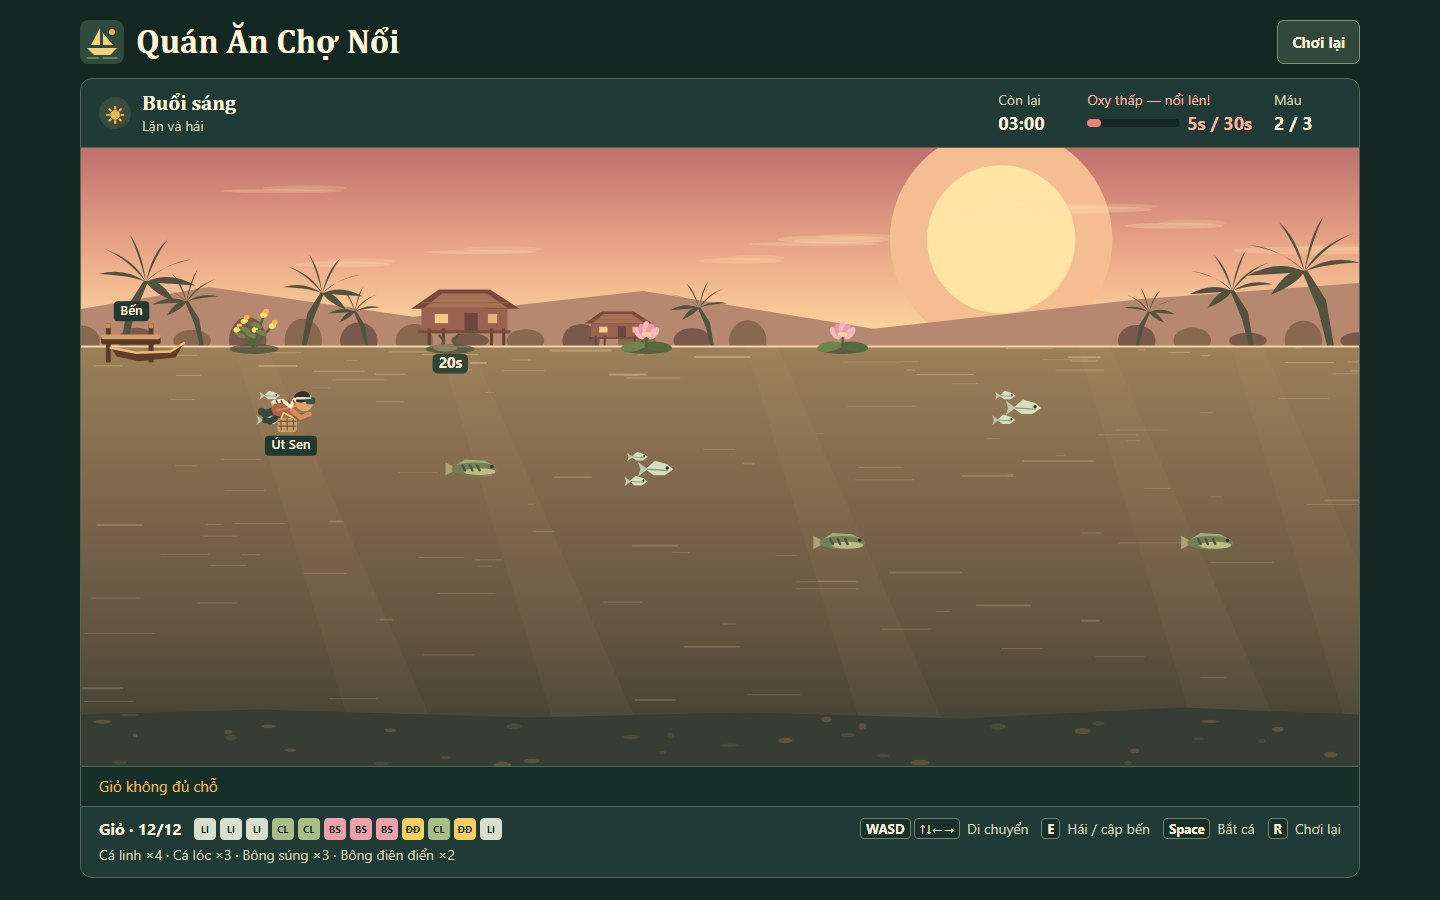 Quán Ăn Chợ Nổi
Chơi lại
Buổi sáng
Lặn và hái
Còn lại
03:00
Oxy thấp — nổi lên!
5s / 30s
Máu
2 / 3
Bến
20s
Út Sen
Giỏ không đủ chỗ
Giỏ · 12/12 LI LI LI CL CL BS BS BS ĐĐ CL ĐĐ LI
WASD ↑↓←→ Di chuyển E Hái / cập bến Space Bắt cá R Chơi lại
Cá linh ×4 · Cá lóc ×3 · Bông súng ×3 · Bông điên điển ×2